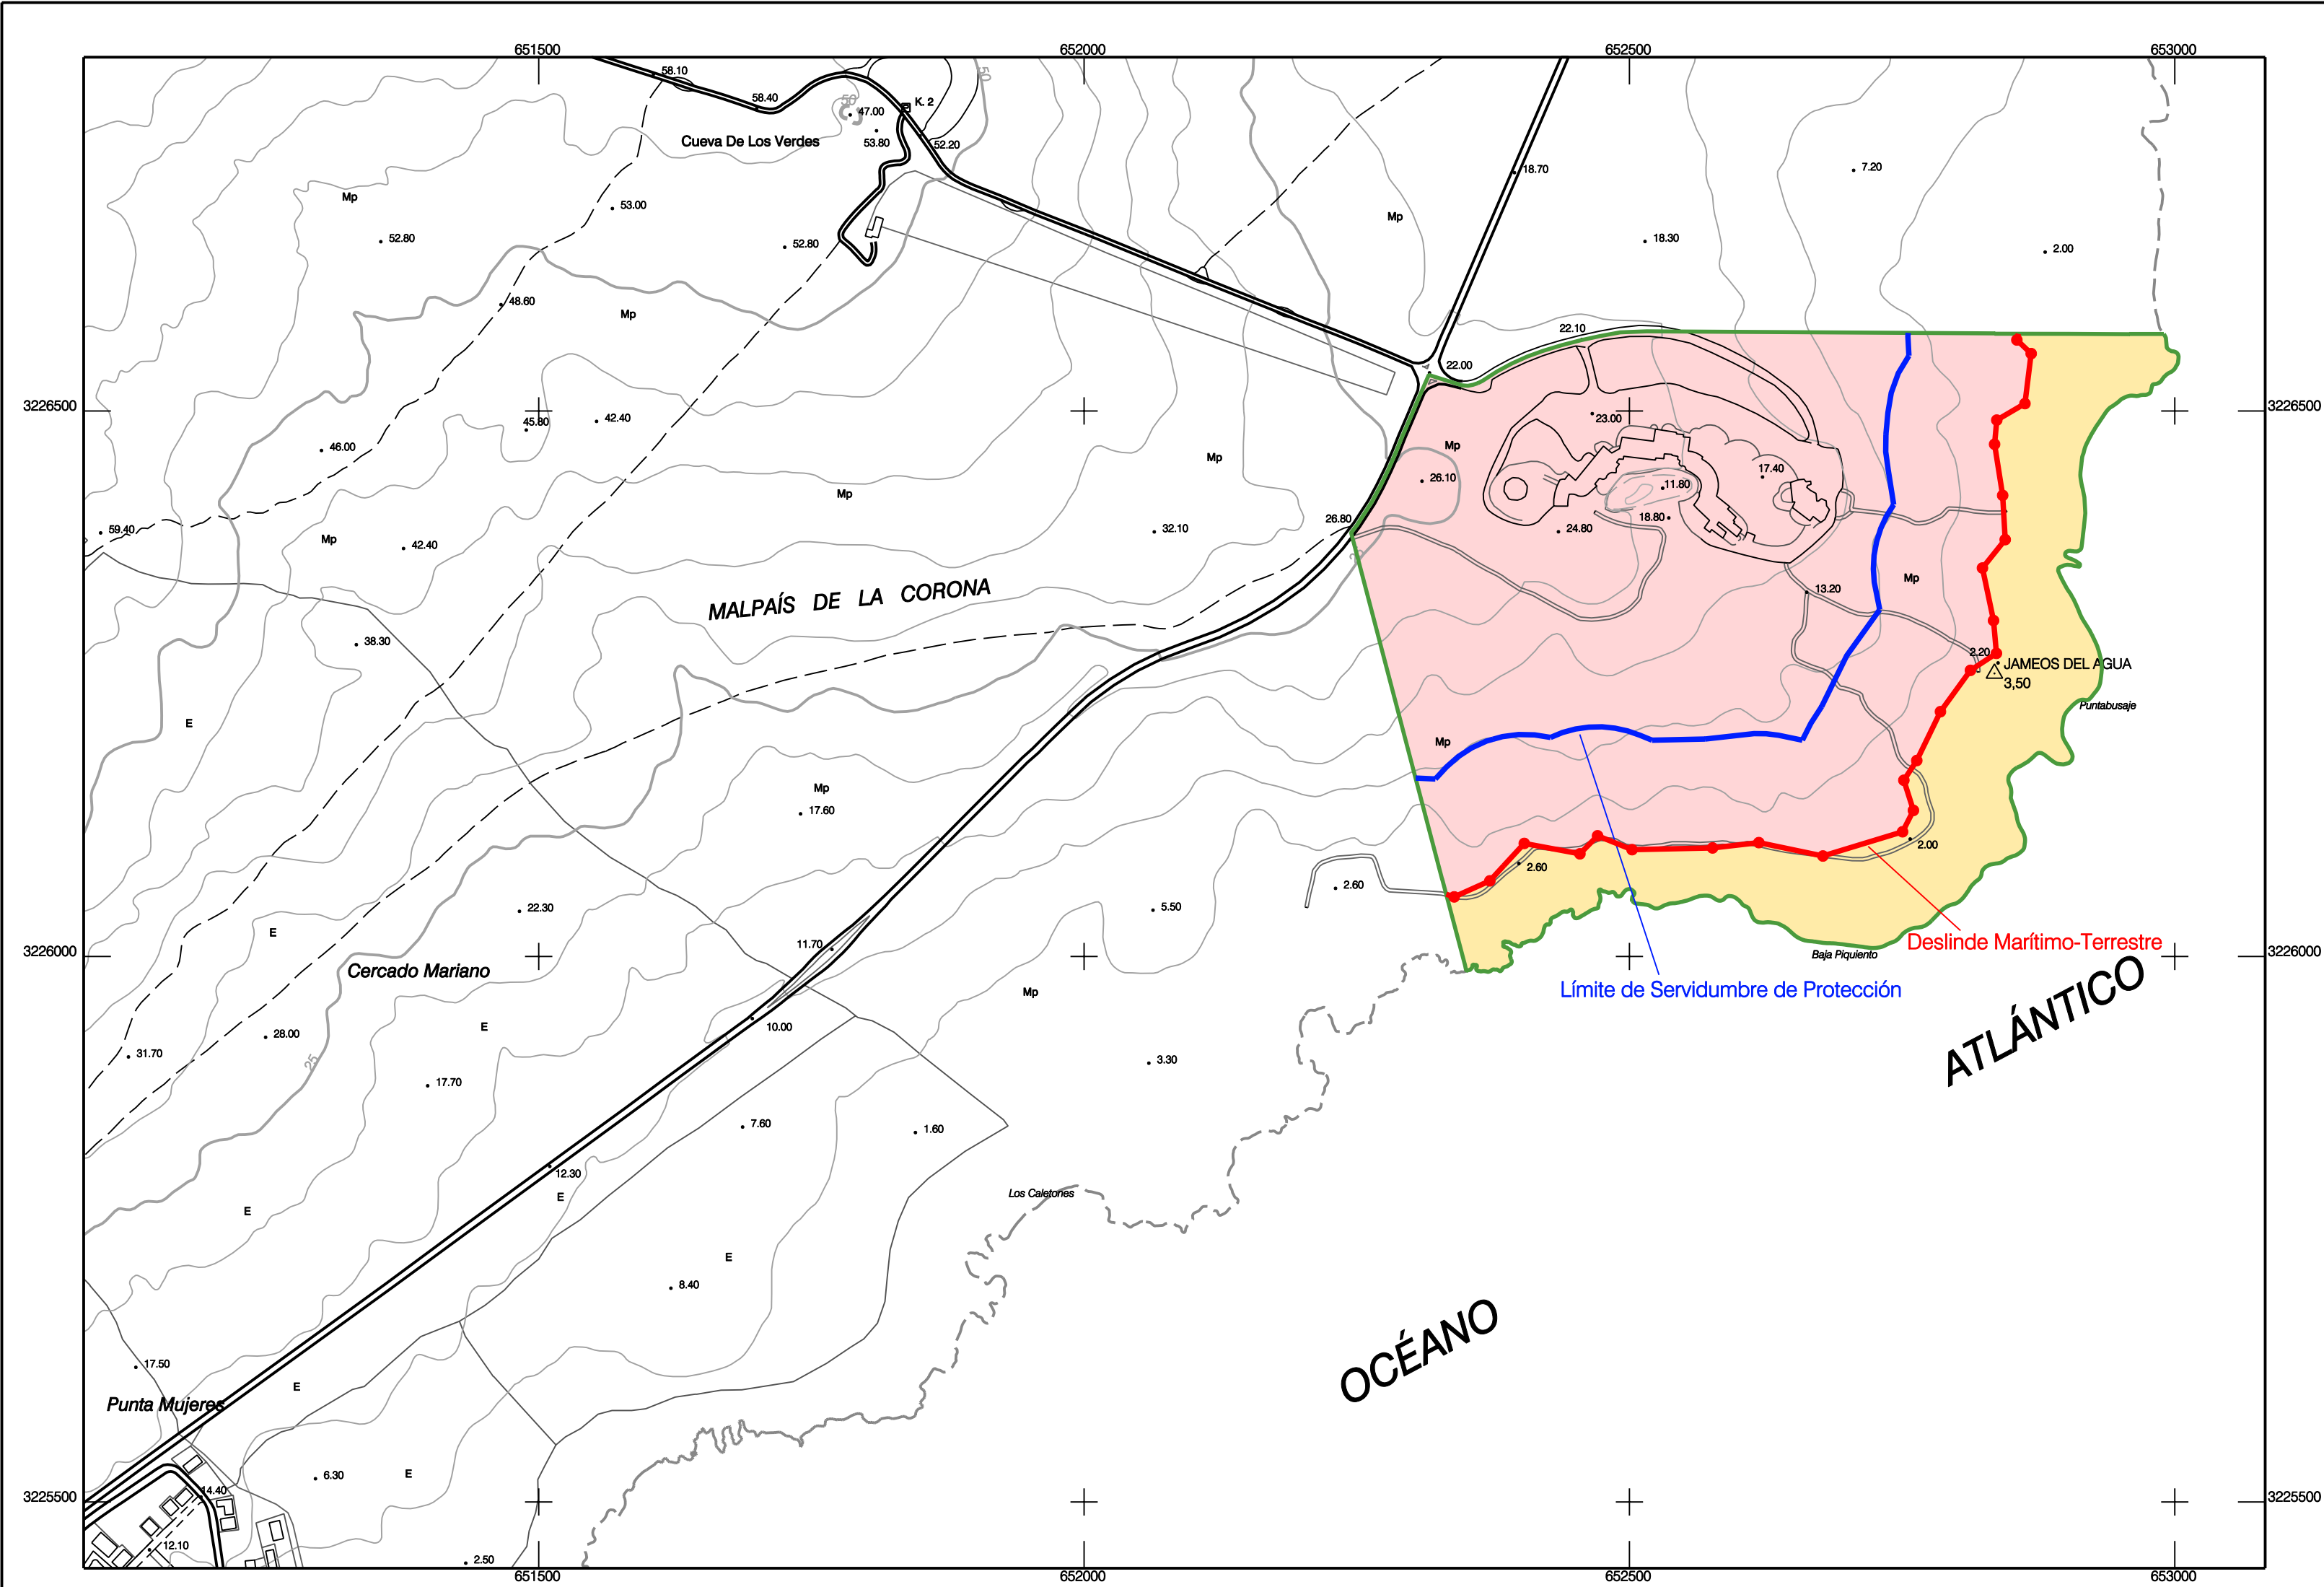 651500 652000 652500 653000
58.10
50
58.40
50
47.00
K. 2
Cueva De Los Verdes
53.80
52.20
18.70
7.20
Mp
53.00
Mp
52.80
52.80
18.30
2.00
48.60
Mp
22.10
22.00
3226500
3226500
45.80
42.40
23.00
46.00
Mp
Mp
17.40
26.10
11.80
Mp
26.80
18.80
59.40
32.10
24.80
Mp
42.40
25
Mp
13.20
MALPAÍS DE LA CORONA
38.30
2.20
JAMEOS DEL AGUA
3,50
Puntabusaje
E
Mp
Mp
17.60
2.00
2.60
2.60
22.30
5.50
E
11.70
Deslinde Marítimo-Terrestre
3226000
Baja Piquiento
3226000
Cercado Mariano
Límite de Servidumbre de Protección
Mp
ATLÁNTICO
E
10.00
28.00
31.70
25
3.30
17.70
7.60
1.60
12.30
E
Los Caletones
E
E
8.40
OCÉANO
17.50
E
Punta Mujeres
E
6.30
14.40
3225500
3225500
12.10
2.50
651500 652000 652500 653000